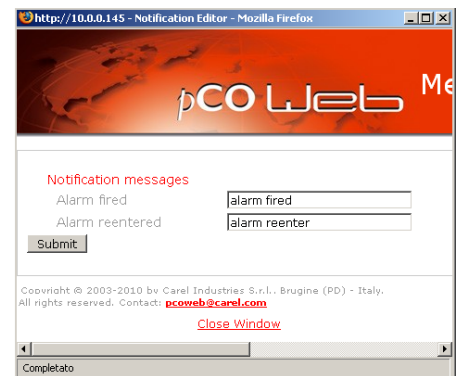 http://10.0.0.145 - Notification Editor - Mozilla Firefox
pCO Web
Me
Notification messages
Alarm fired alarm fired
Alarm reentered alarm reenter
Submit
Copyright © 2003-2010 by Carel Industries S.r.l.. Brugine (PD) - Italy.
All rights reserved. Contact: pcoweb@carel.com
Close Window
Completato